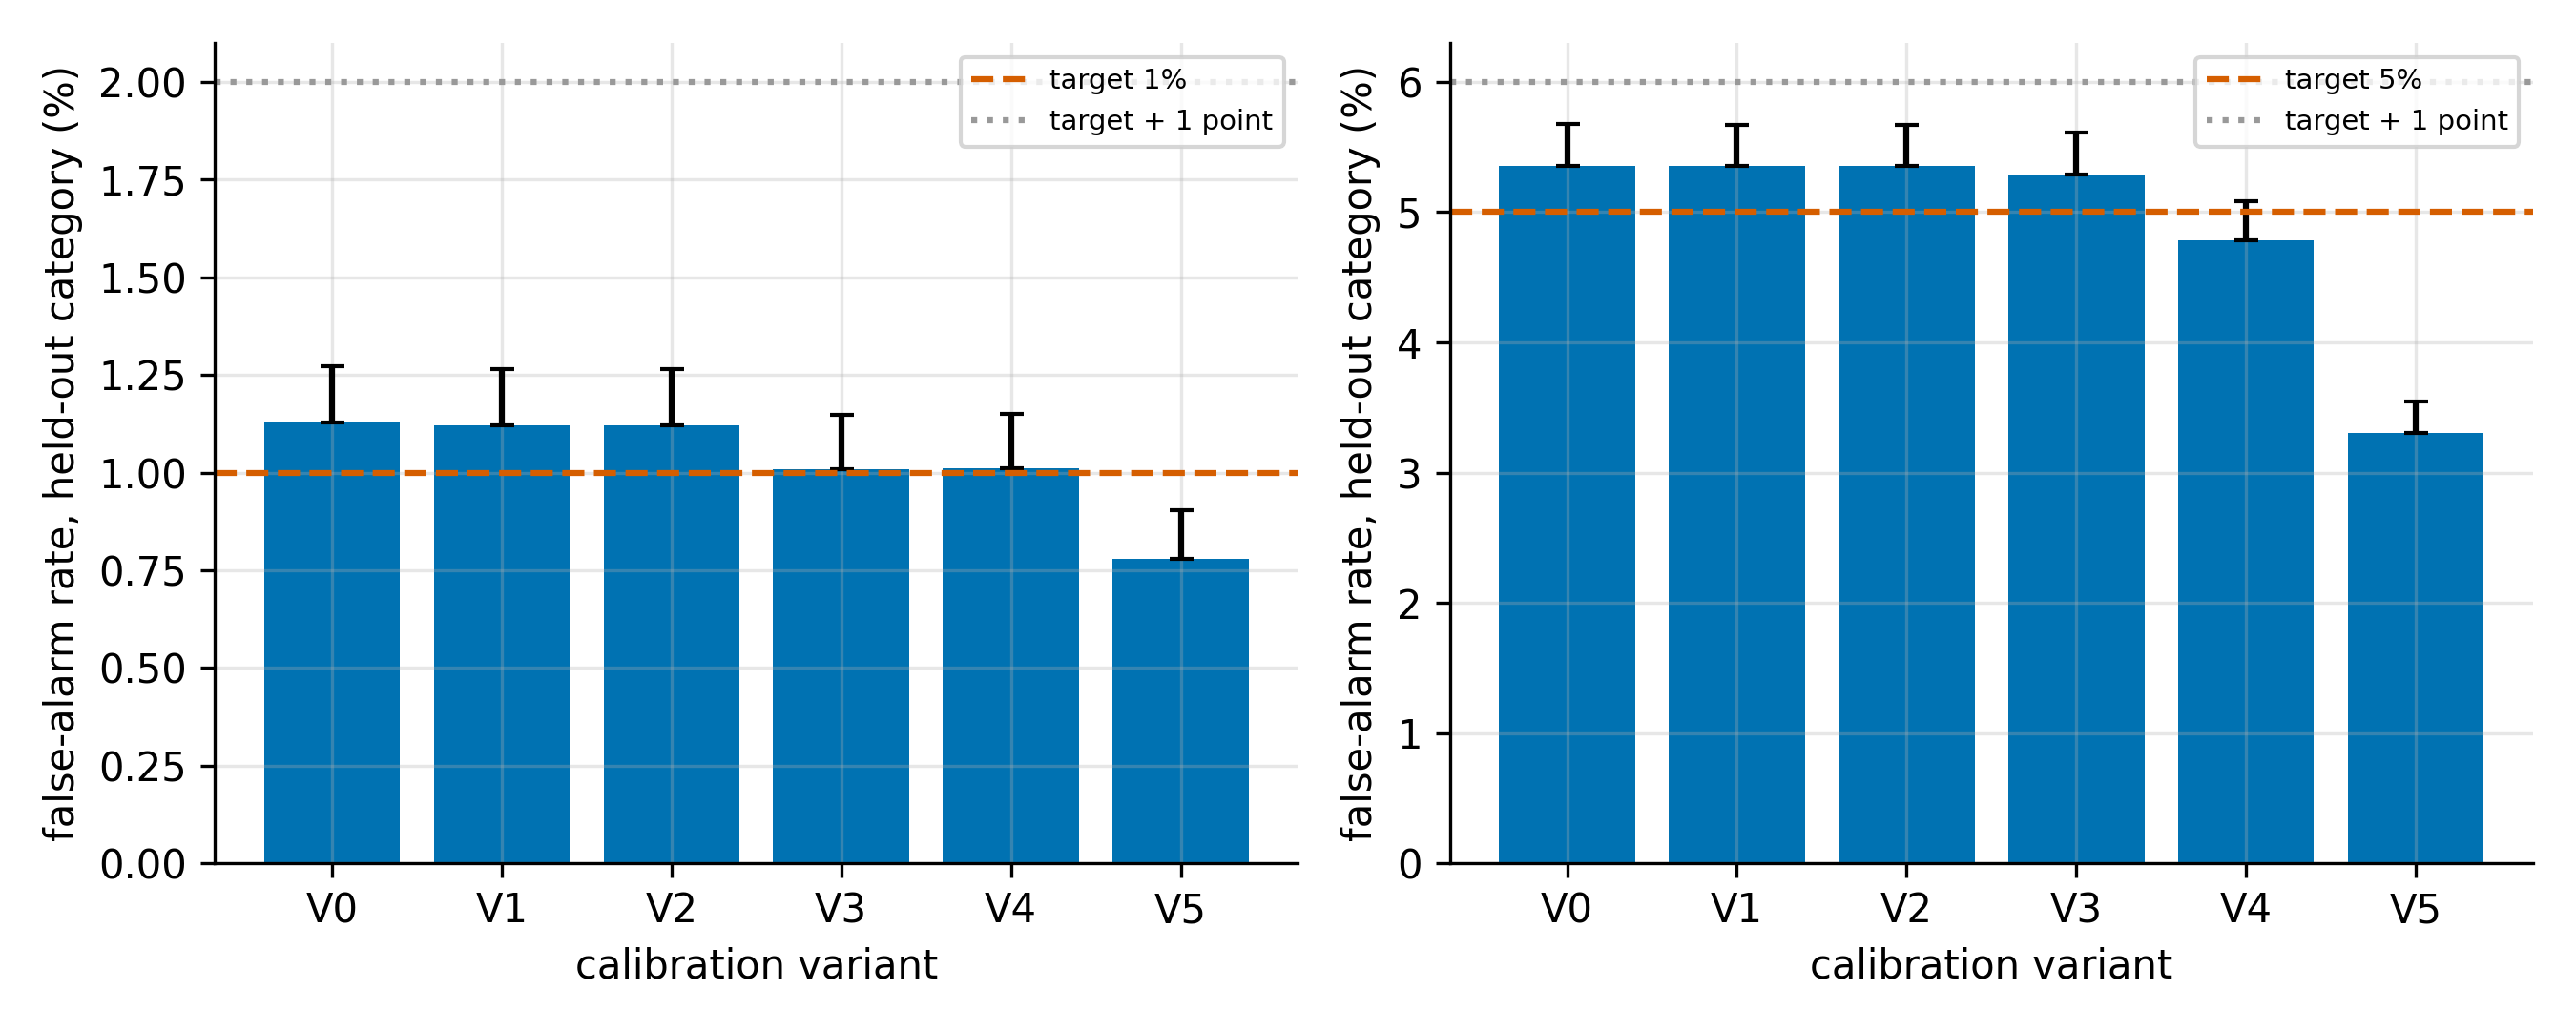 false-alarm rate, held-out category (%)
2.00
1.75
1.50
1.25
1.00
0.75
0.50
0.25
0.00
target 1%
target + 1 point
V0 V1 V2 V3 V4 V5
calibration variant
false-alarm rate, held-out category (%)
6
5
4
3
2
1
0
target 5%
target + 1 point
V0 V1 V2 V3 V4 V5
calibration variant